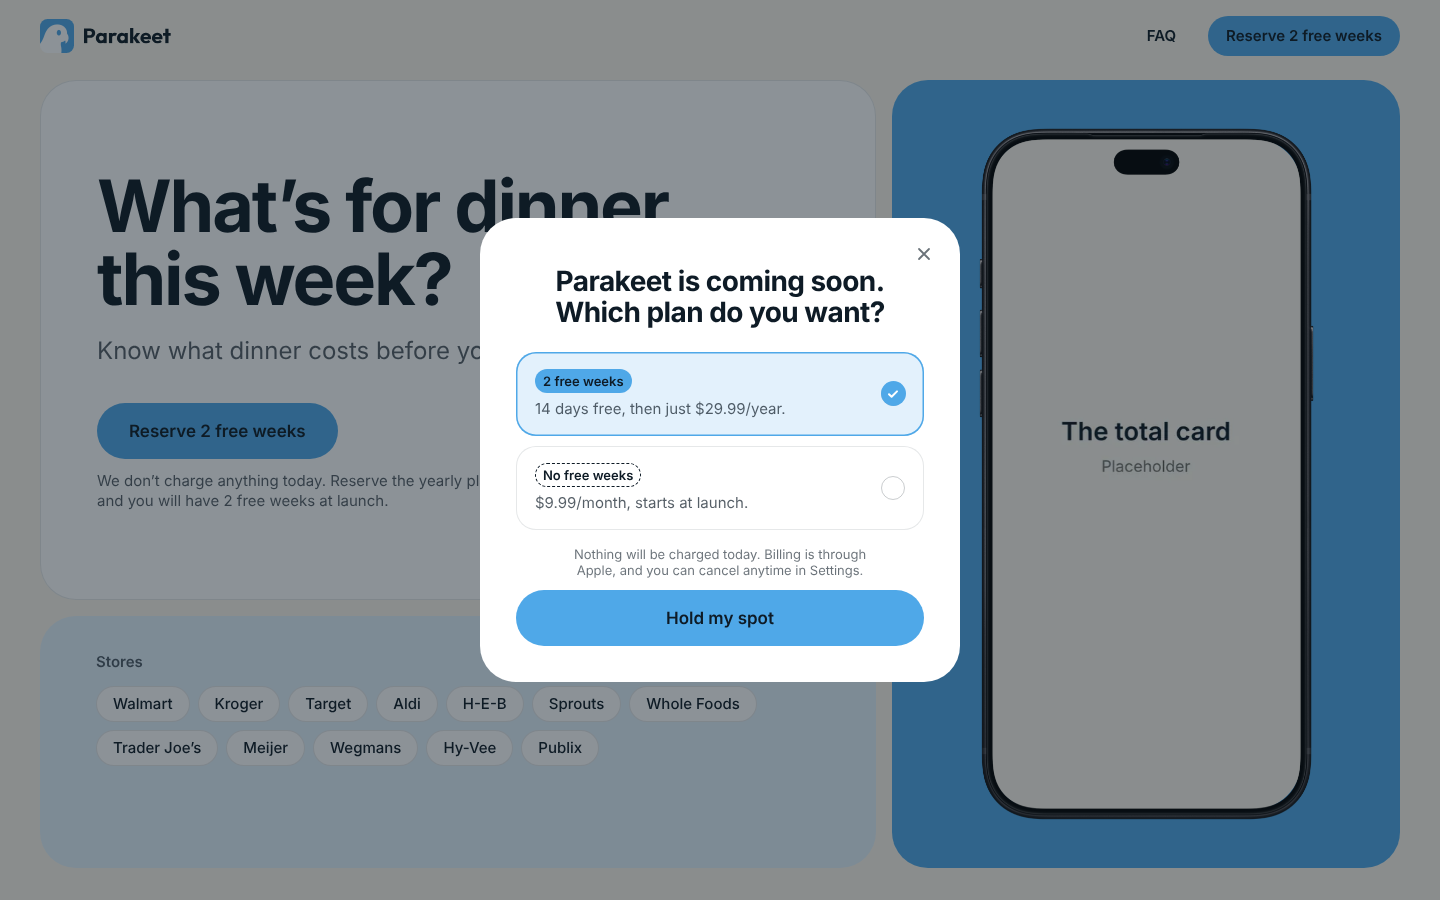 Parakeet
FAQ
Reserve 2 free weeks
What’s for dinner
this week?
Know what dinner costs before
Reserve 2 free weeks
We don’t charge anything today. Reserve the yearly
and you will have 2 free weeks at launch.
Parakeet is coming soon.
Which plan do you want?
2 free weeks
14 days free, then just $29.99/year.
No free weeks
$9.99/month, starts at launch.
Nothing will be charged today. Billing is through
Apple, and you can cancel anytime in Settings.
Hold my spot
The total card
Placeholder
Stores
Walmart
Kroger
Target
Aldi
H-E-B
Sprouts
Whole Foods
Trader Joe’s
Meijer
Wegmans
Hy-Vee
Publix